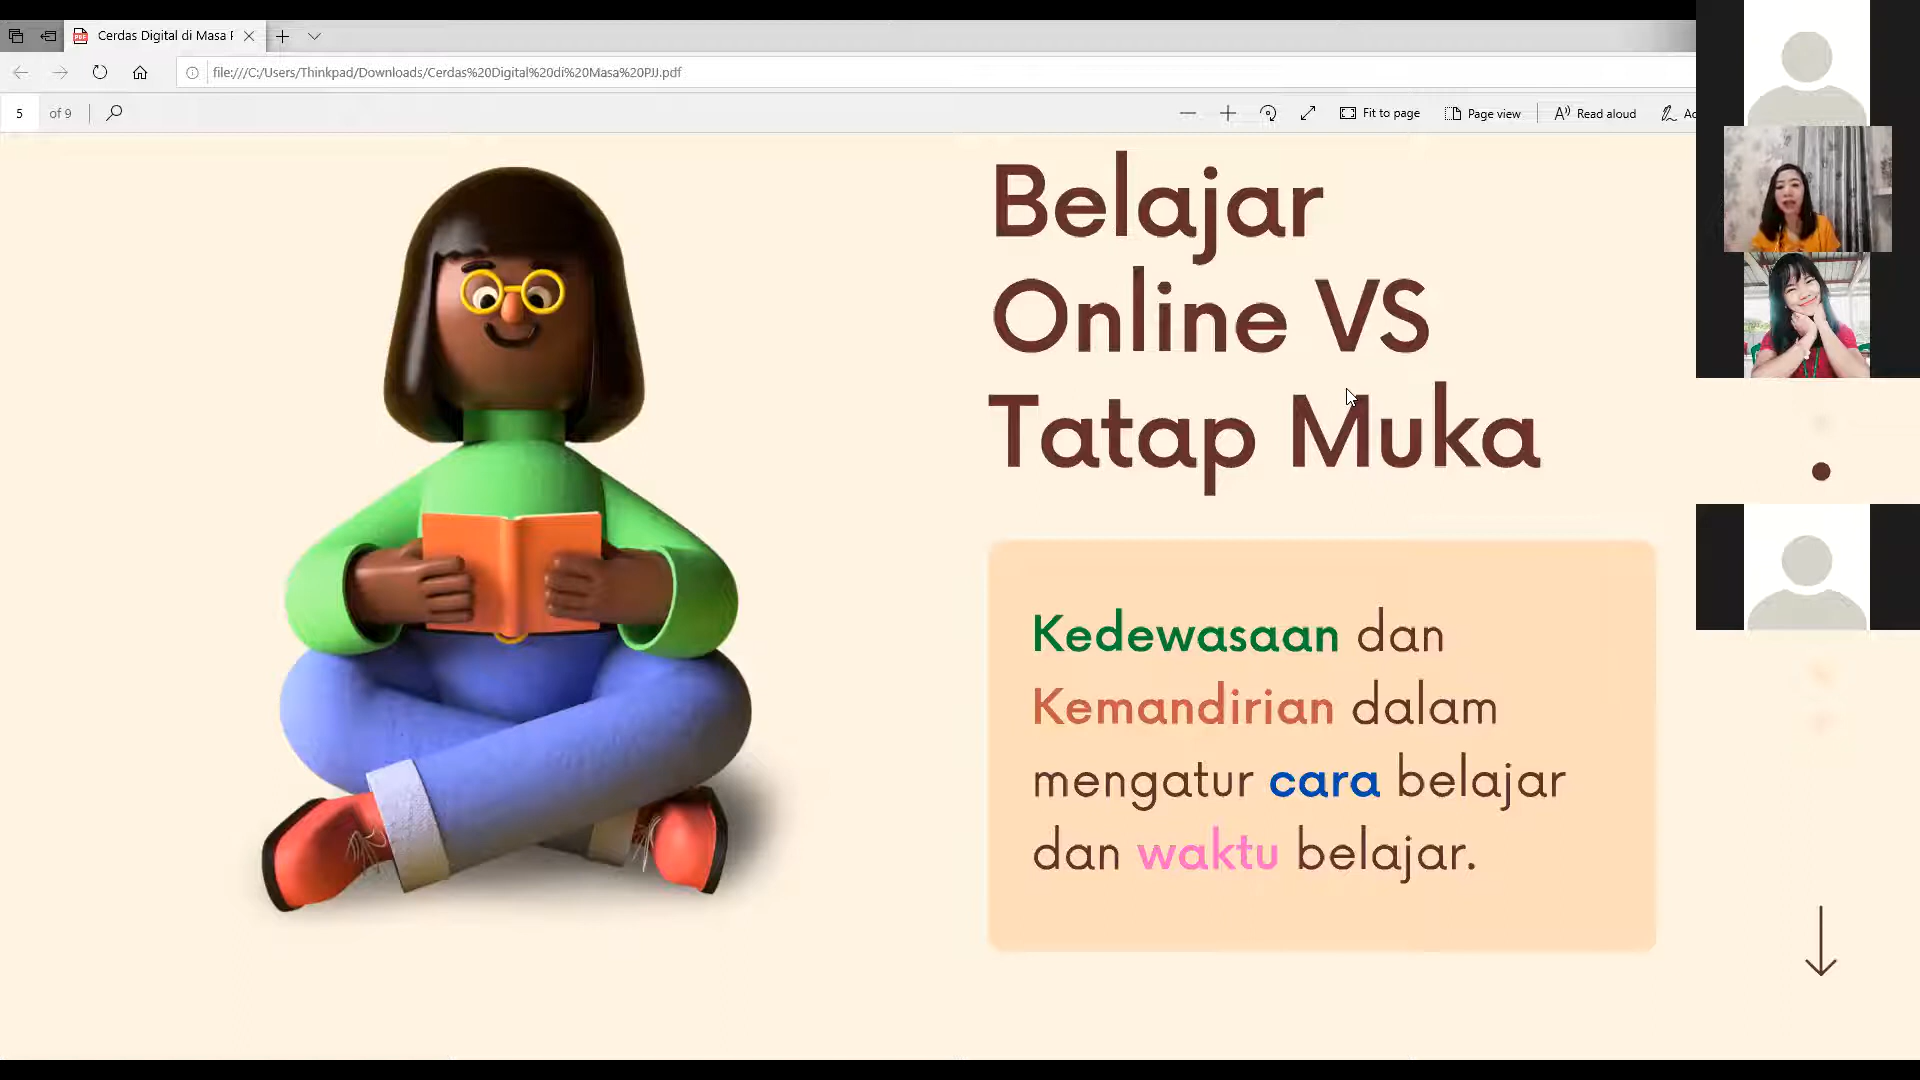 Cerdas Digital di Masa P
file:///C:/Users/Thinkpad/Downloads/Cerdas%20Digital%20di%20Masa%20PJJ.pdf
5 of 9
Fit to page
Page view
Read aloud
Belajar
Online VS
Tatap Muka
Kedewasaan dan
Kemandirian dalam
mengatur cara belajar
dan waktu belajar.